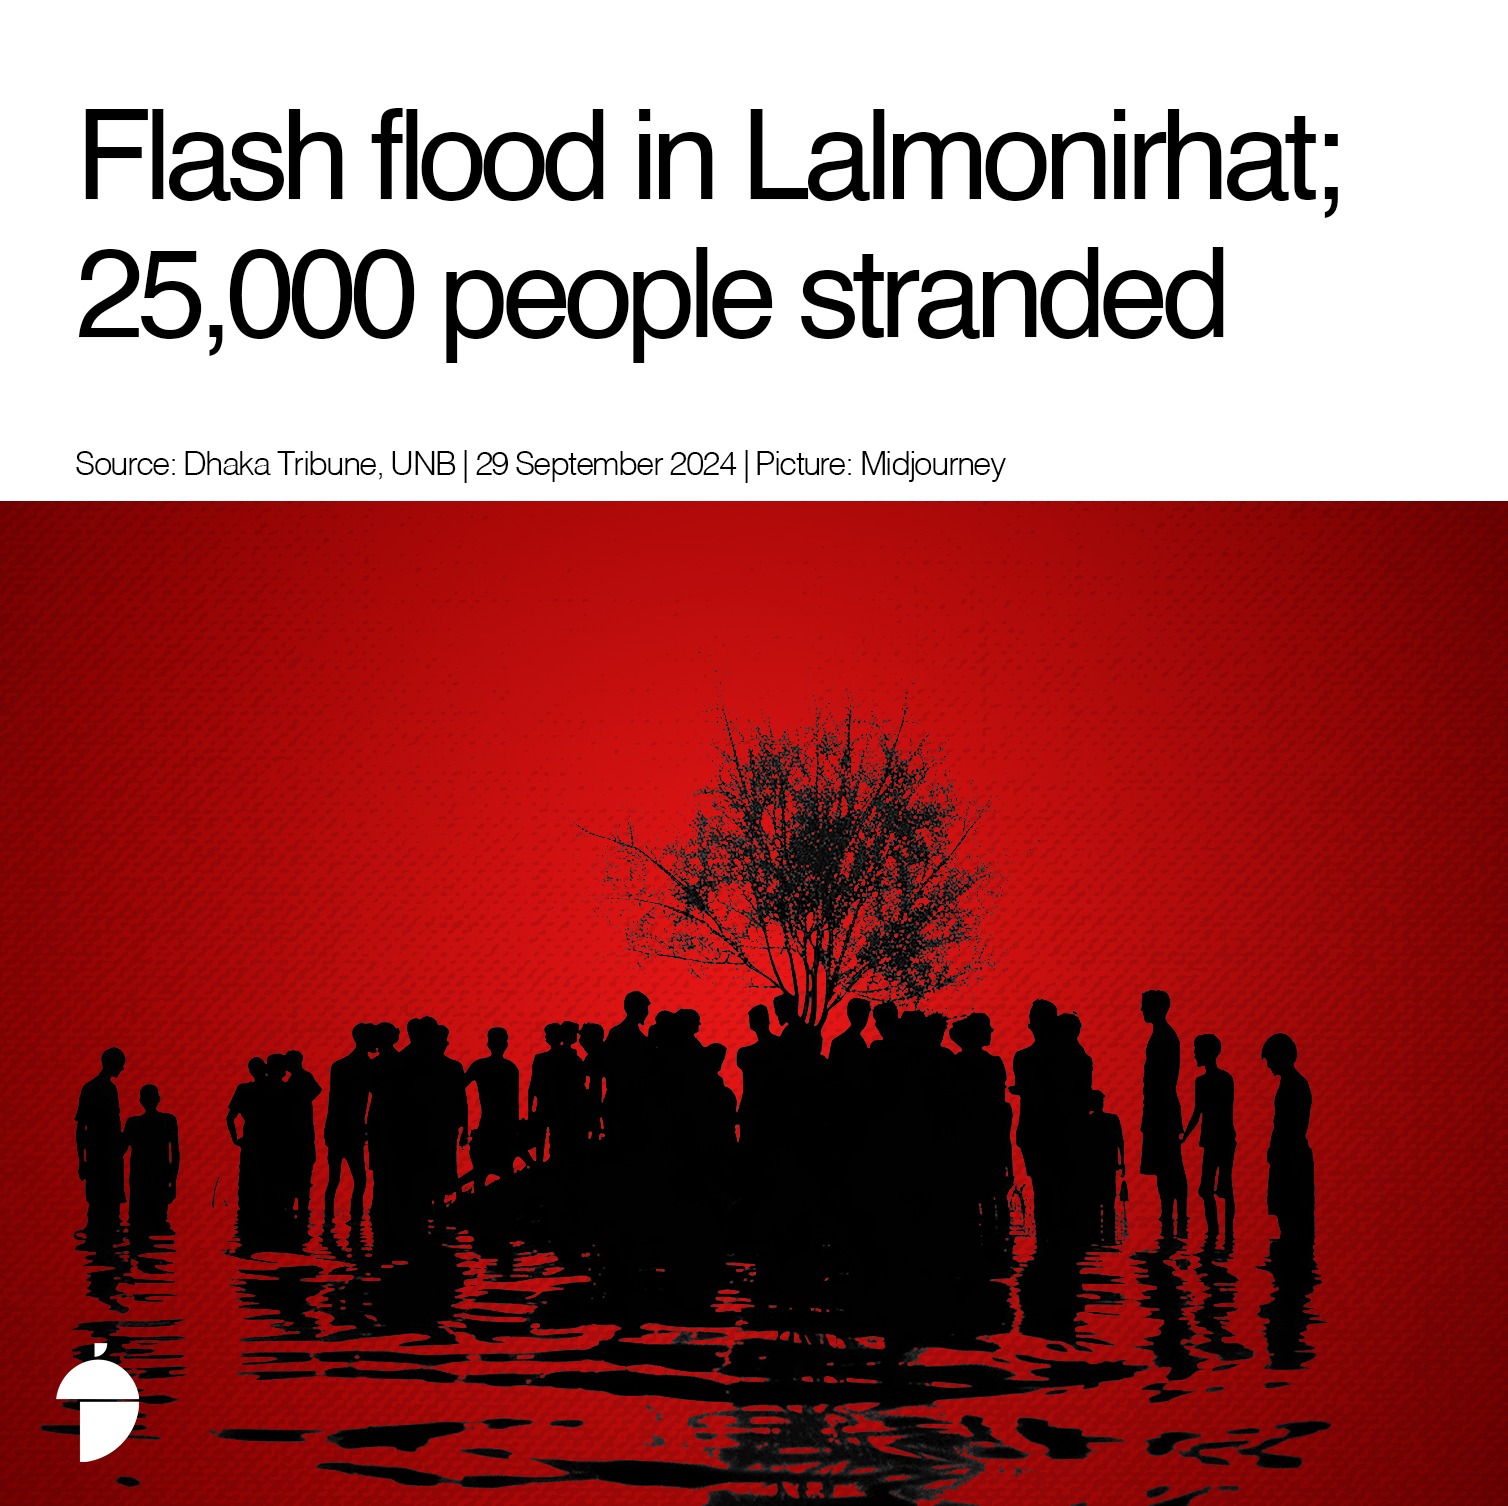 Flash flood in Lalmonirhat;
25,000 people stranded
Source: Dhaka Tribune, UNB | 29 September 2024 | Picture: Midjourney